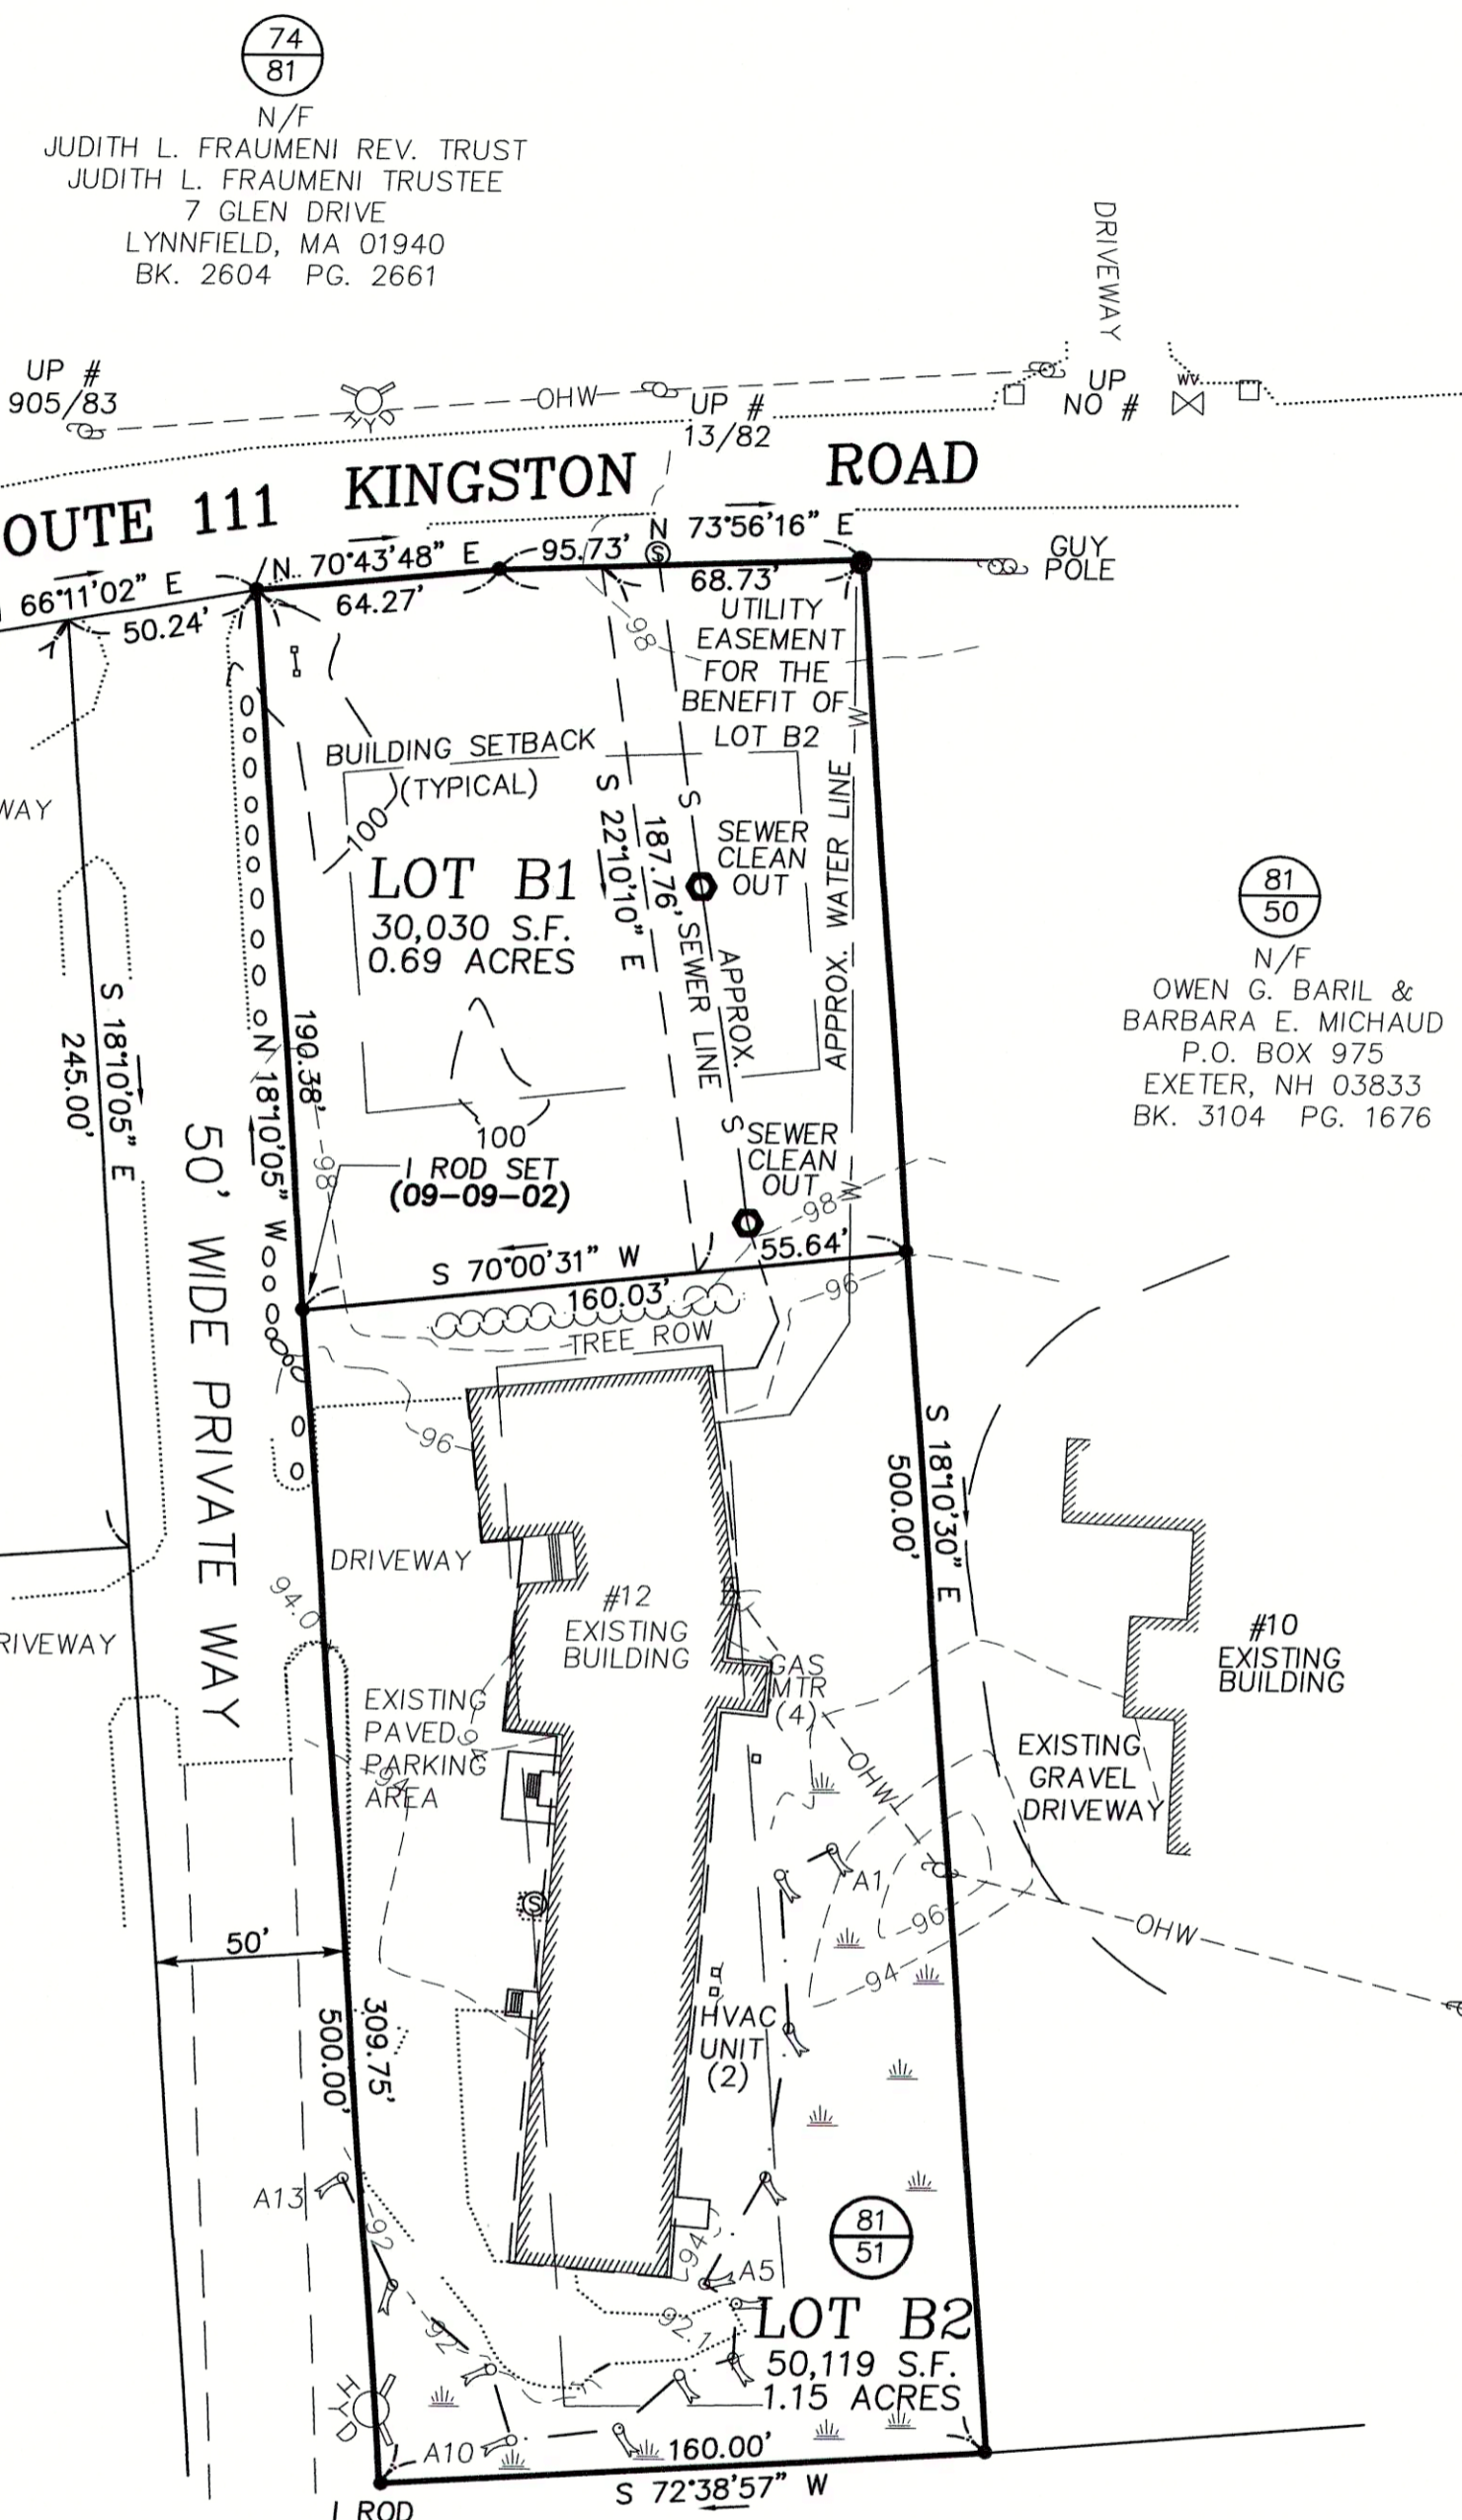 74
81
N/F
JUDITH L. FRAUMENI REV. TRUST
JUDITH L. FRAUMENI TRUSTEE
7 GLEN DRIVE
LYNNFIELD, MA 01940
BK. 2604 PG. 2661
DRIVEWAY
UP #
905/83
HYD
OHW
UP #
13/82
UP
NO #
WV
OUTE 111 KINGSTON ROAD
66°11'02" E
50.24'
N 70°43'48" E
64.27'
95.73'
S
N 73°56'16" E
68.73'
GUY
POLE
UTILITY
EASEMENT
FOR THE
BENEFIT OF
LOT B2
98
W
BUILDING SETBACK
(TYPICAL)
100
WAY
S 22°10'10" E
187.76'
S
SEWER
CLEAN
OUT
APPROX. WATER LINE
LOT B1
30,030 S.F.
0.69 ACRES
APPROX.
SEWER LINE
81
50
N/F
OWEN G. BARIL &
BARBARA E. MICHAUD
P.O. BOX 975
EXETER, NH 03833
BK. 3104 PG. 1676
S 18°10'05" E
245.00'
190.38'
N 18°10'05" W
98
100
I ROD SET
(09-09-02)
S
SEWER
CLEAN
OUT
98
W
S 70°00'31" W
160.03'
55.64'
96
TREE ROW
50' WIDE PRIVATE WAY
96
S 18°10'30" E
500.00'
DRIVEWAY
94.0
#12
EXISTING
BUILDING
#10
EXISTING
BUILDING
RIVEWAY
GAS
MTR
(4)
EXISTING
PAVED
PARKING
AREA
94
94
OHW
EXISTING
GRAVEL
DRIVEWAY
A1
S
96
OHW
50'
94
309.75'
500.00'
HVAC
UNIT
(2)
A13
92
81
51
94
A5
92.1
92
LOT B2
50,119 S.F.
1.15 ACRES
HYD
A10
160.00'
S 72°38'57" W
I ROD